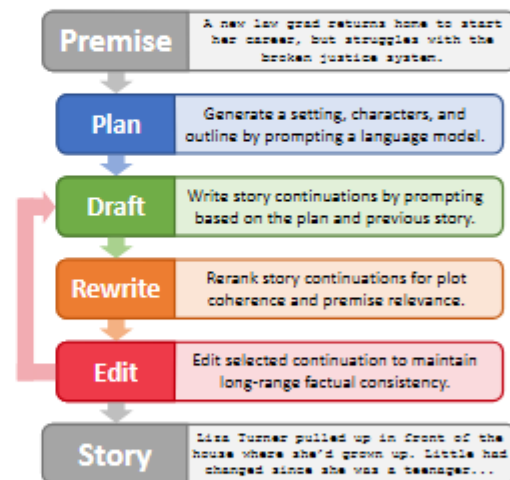 Premise
A new law grad returns home to start
her career, but struggles with the
broken justice system.
Plan
Generate a setting, characters, and
outline by prompting a language model.
Draft
Write story continuations by prompting
based on the plan and previous story.
Rewrite
Rerank story continuations for plot
coherence and premise relevance.
Edit
Edit selected continuation to maintain
long-range factual consistency.
Story
Lisa Turner pulled up in front of the
house where she'd grown up. Little had
changed since she was a teenager...